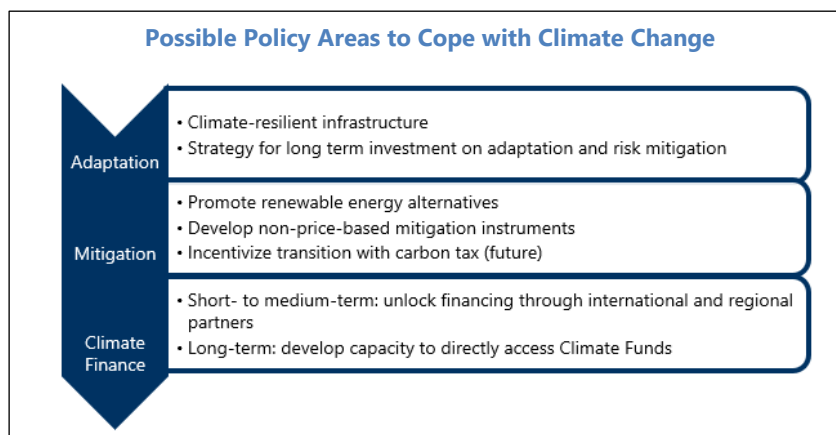 Possible Policy Areas to Cope with Climate Change
Adaptation
• Climate-resilient infrastructure
• Strategy for long term investment on adaptation and risk mitigation
Mitigation
• Promote renewable energy alternatives
• Develop non-price-based mitigation instruments
• Incentivize transition with carbon tax (future)
Climate
Finance
• Short- to medium-term: unlock financing through international and regional
partners
• Long-term: develop capacity to directly access Climate Funds